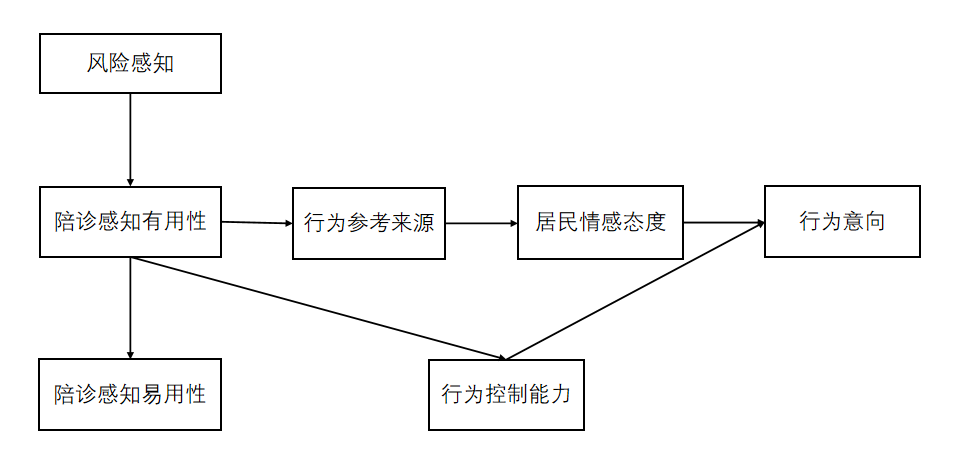 风险感知
陪诊感知有用性
行为参考来源
居民情感态度
行为意向
陪诊感知易用性
行为控制能力